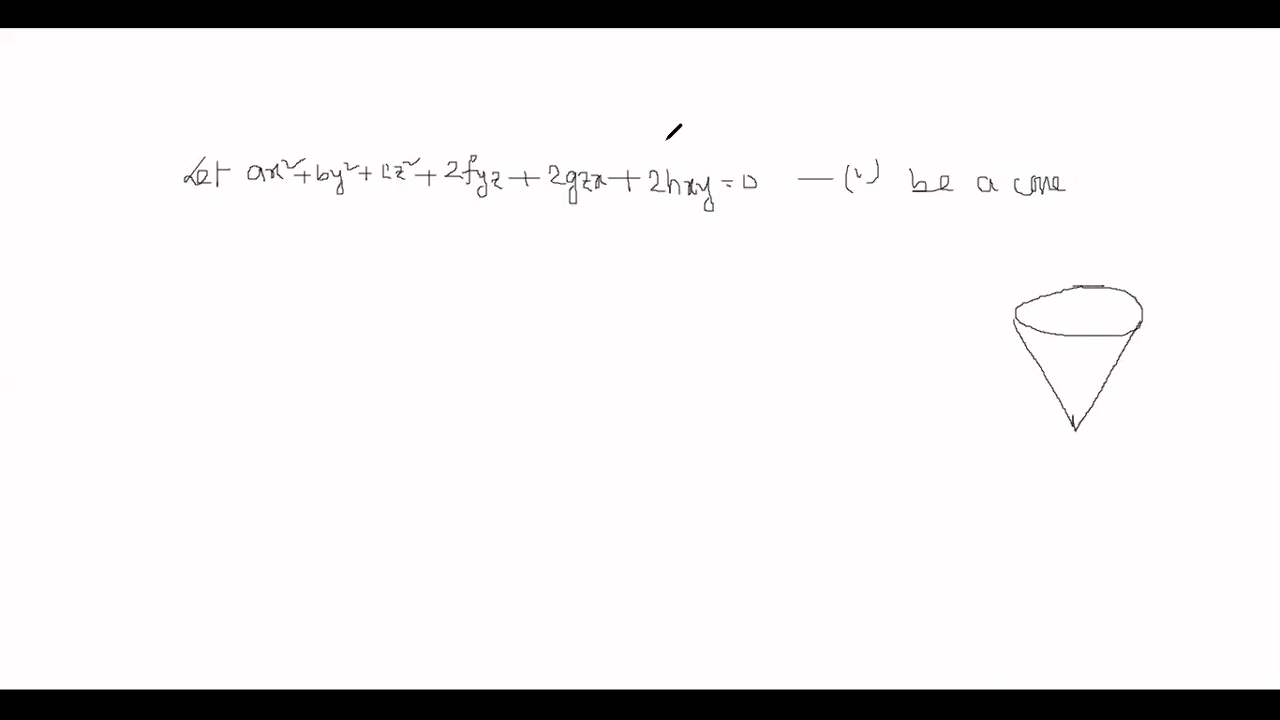 Let ax²+by²+cz²+2fyz+2gzx+2hxy=0 —(i) be a cone